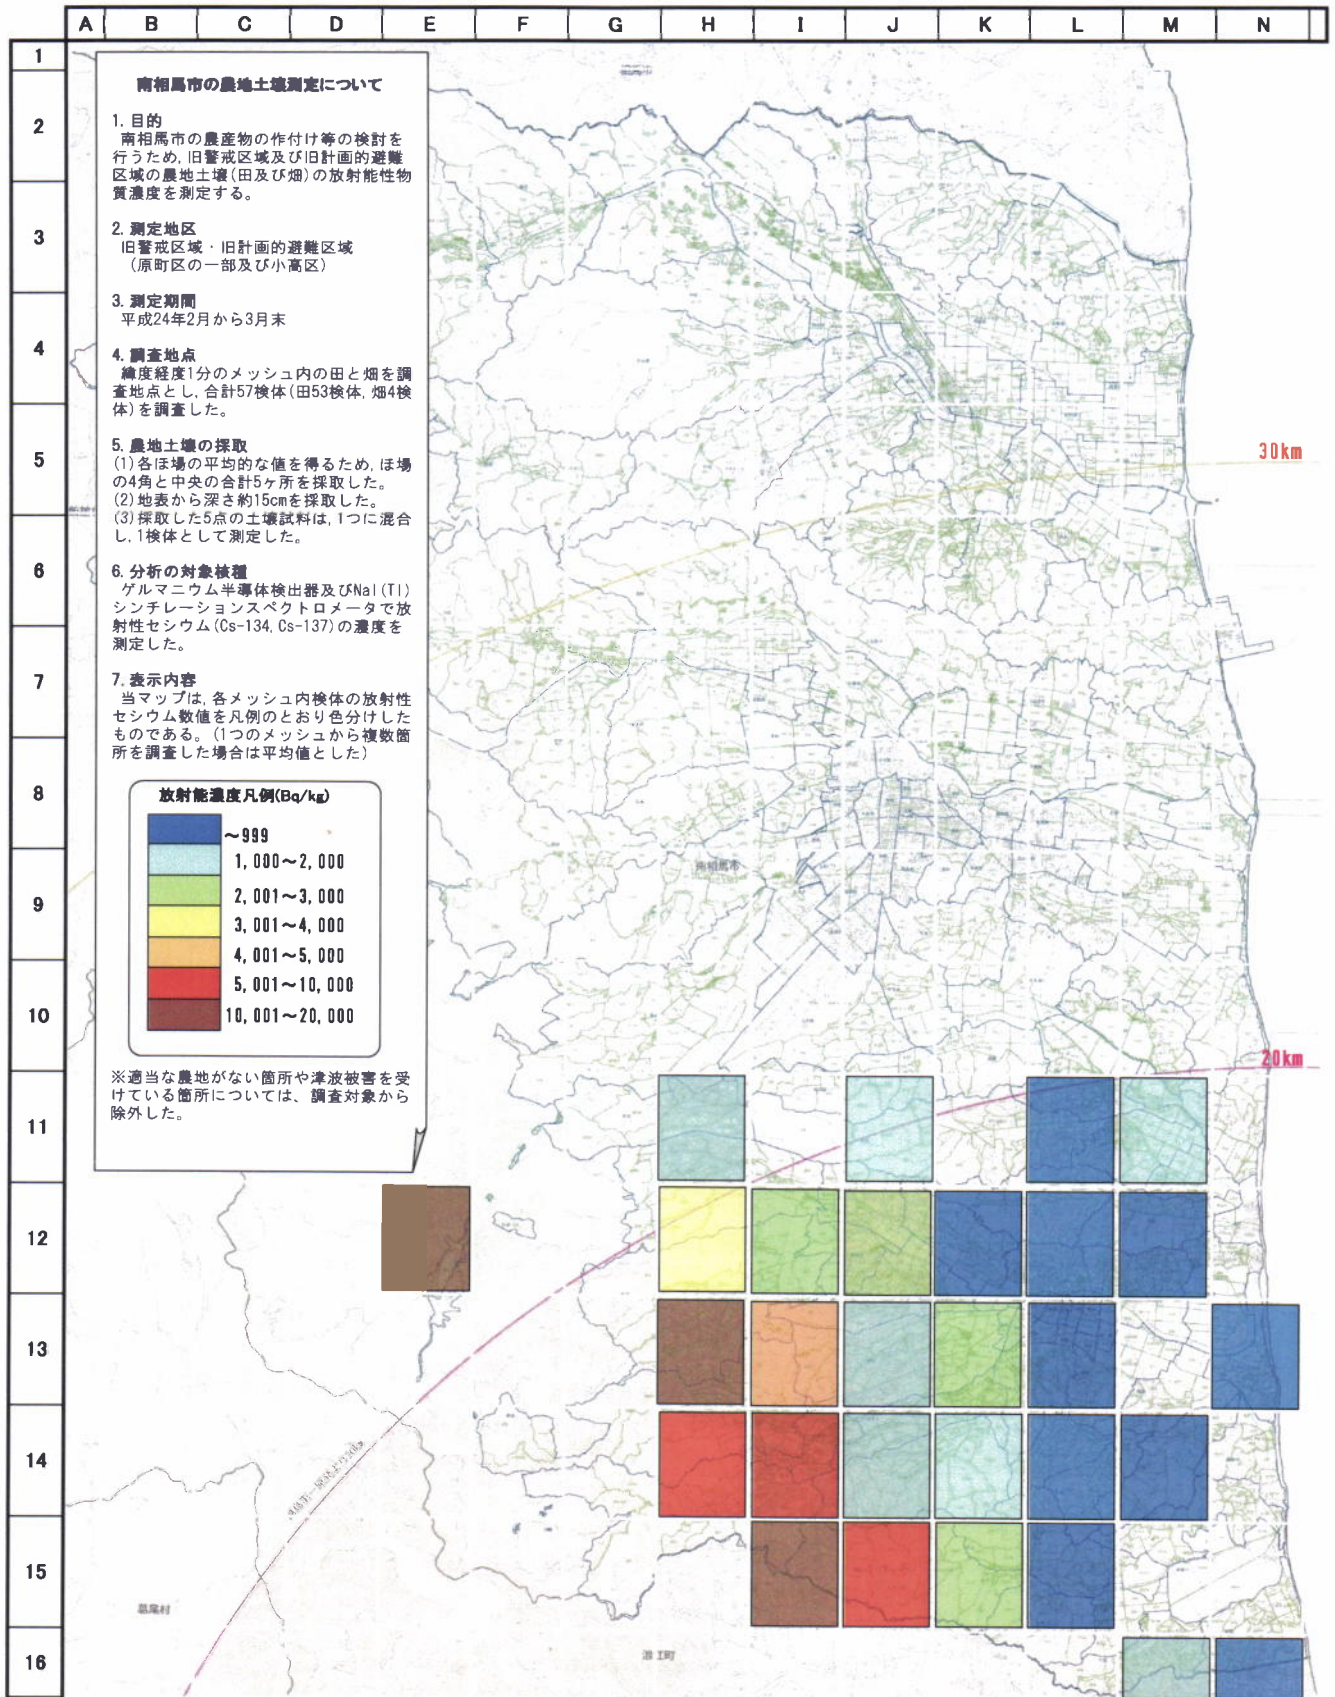 A B C D E F G H I J K L M N
1
2
3
4
5
6
7
8
9
10
11
12
13
14
15
16
南相馬市の農地土壌測定について
1. 目的
南相馬市の農産物の作付け等の検討を
行うため, 旧警戒区域及び旧計画的避難
区域の農地土壌(田及び畑)の放射能性物
質濃度を測定する。
2. 測定地区
旧警戒区域・旧計画的避難区域
(原町区の一部及び小高区)
3. 測定期間
平成24年2月から3月末
4. 調査地点
緯度経度1分のメッシュ内の田と畑を調
査地点とし, 合計57検体(田53検体, 畑4検
体)を調査した。
5. 農地土壌の採取
(1)各ほ場の平均的な値を得るため, ほ場
の4角と中央の合計5ヶ所を採取した。
(2)地表から深さ約15cmを採取した。
(3)採取した5点の土壌試料は, 1つに混合
し, 1検体として測定した。
6. 分析の対象核種
ゲルマニウム半導体検出器及びNaI(Tl)
シンチレーションスペクトロメータで放
射性セシウム(Cs-134, Cs-137)の濃度を
測定した。
7. 表示内容
当マップは, 各メッシュ内検体の放射性
セシウム数値を凡例のとおり色分けした
ものである。(1つのメッシュから複数箇
所を調査した場合は平均値とした)
放射能濃度凡例(Bq/kg)
～999
1,000～2,000
2,001～3,000
3,001～4,000
4,001～5,000
5,001～10,000
10,001～20,000
※適当な農地がない箇所や津波被害を受
けている箇所については、調査対象から
除外した。
30km
南相馬市
20km
葛尾村
浪江町